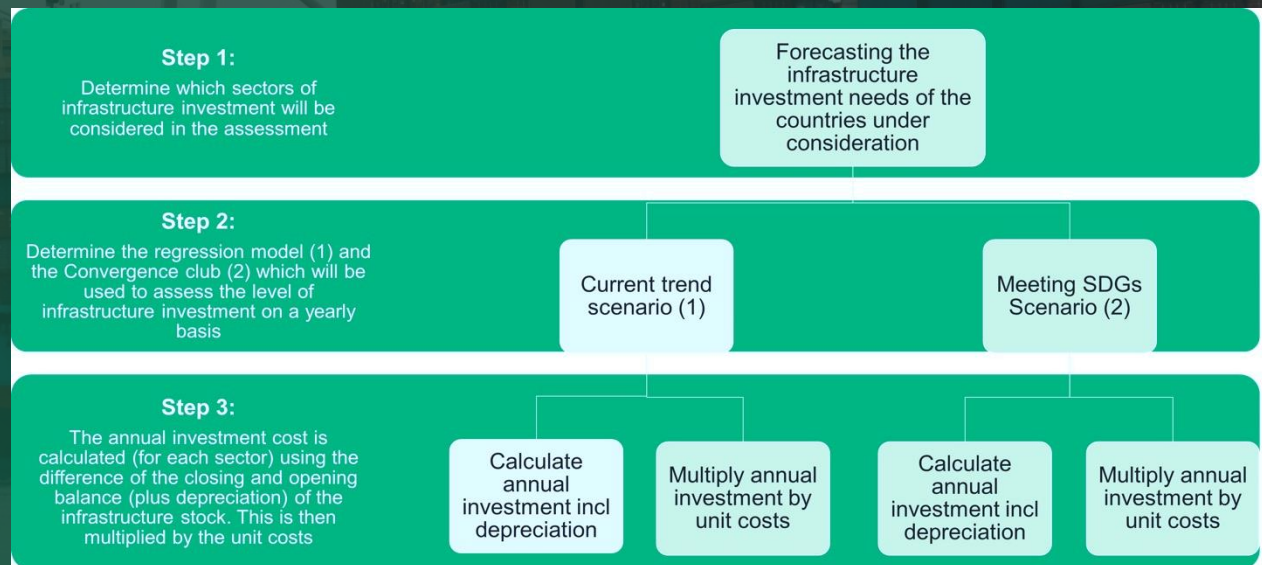 Step 1:
Determine which sectors of
infrastructure investment will be
considered in the assessment
Forecasting the
infrastructure
investment needs of the
countries under
consideration
Step 2:
Determine the regression model (1) and
the Convergence club (2) which will be
used to assess the level of
infrastructure investment on a yearly
basis
Current trend
scenario (1)
Meeting SDGs
Scenario (2)
Step 3:
The annual investment cost is
calculated (for each sector) using the
difference of the closing and opening
balance (plus depreciation) of the
infrastructure stock. This is then
multiplied by the unit costs
Calculate
annual
investment incl
depreciation
Multiply annual
investment by
unit costs
Calculate
annual
investment incl
depreciation
Multiply annual
investment by
unit costs